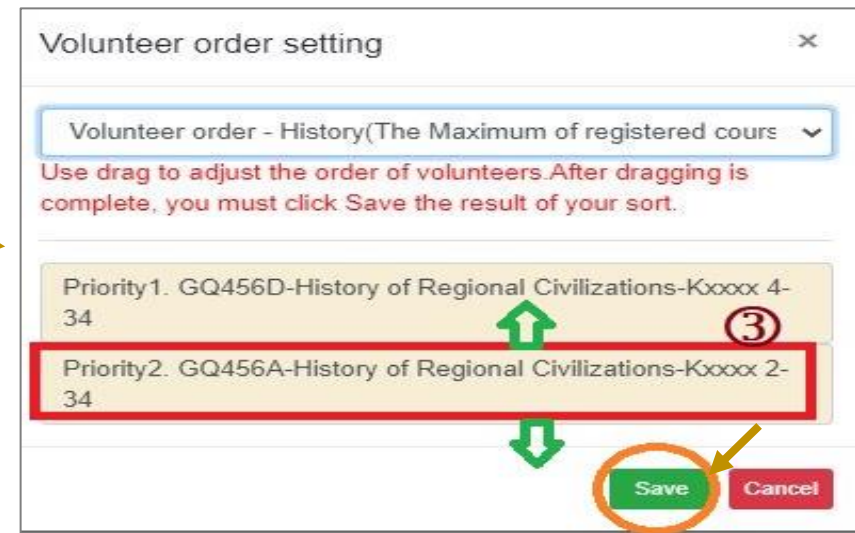 Volunteer order setting ×
Volunteer order - History(The Maximum of registered cours
Use drag to adjust the order of volunteers.After dragging is
complete, you must click Save the result of your sort.
Priority1. GQ456D-History of Regional Civilizations-Kxxxx 4-
34
③
Priority2. GQ456A-History of Regional Civilizations-Kxxxx 2-
34
Save Cancel